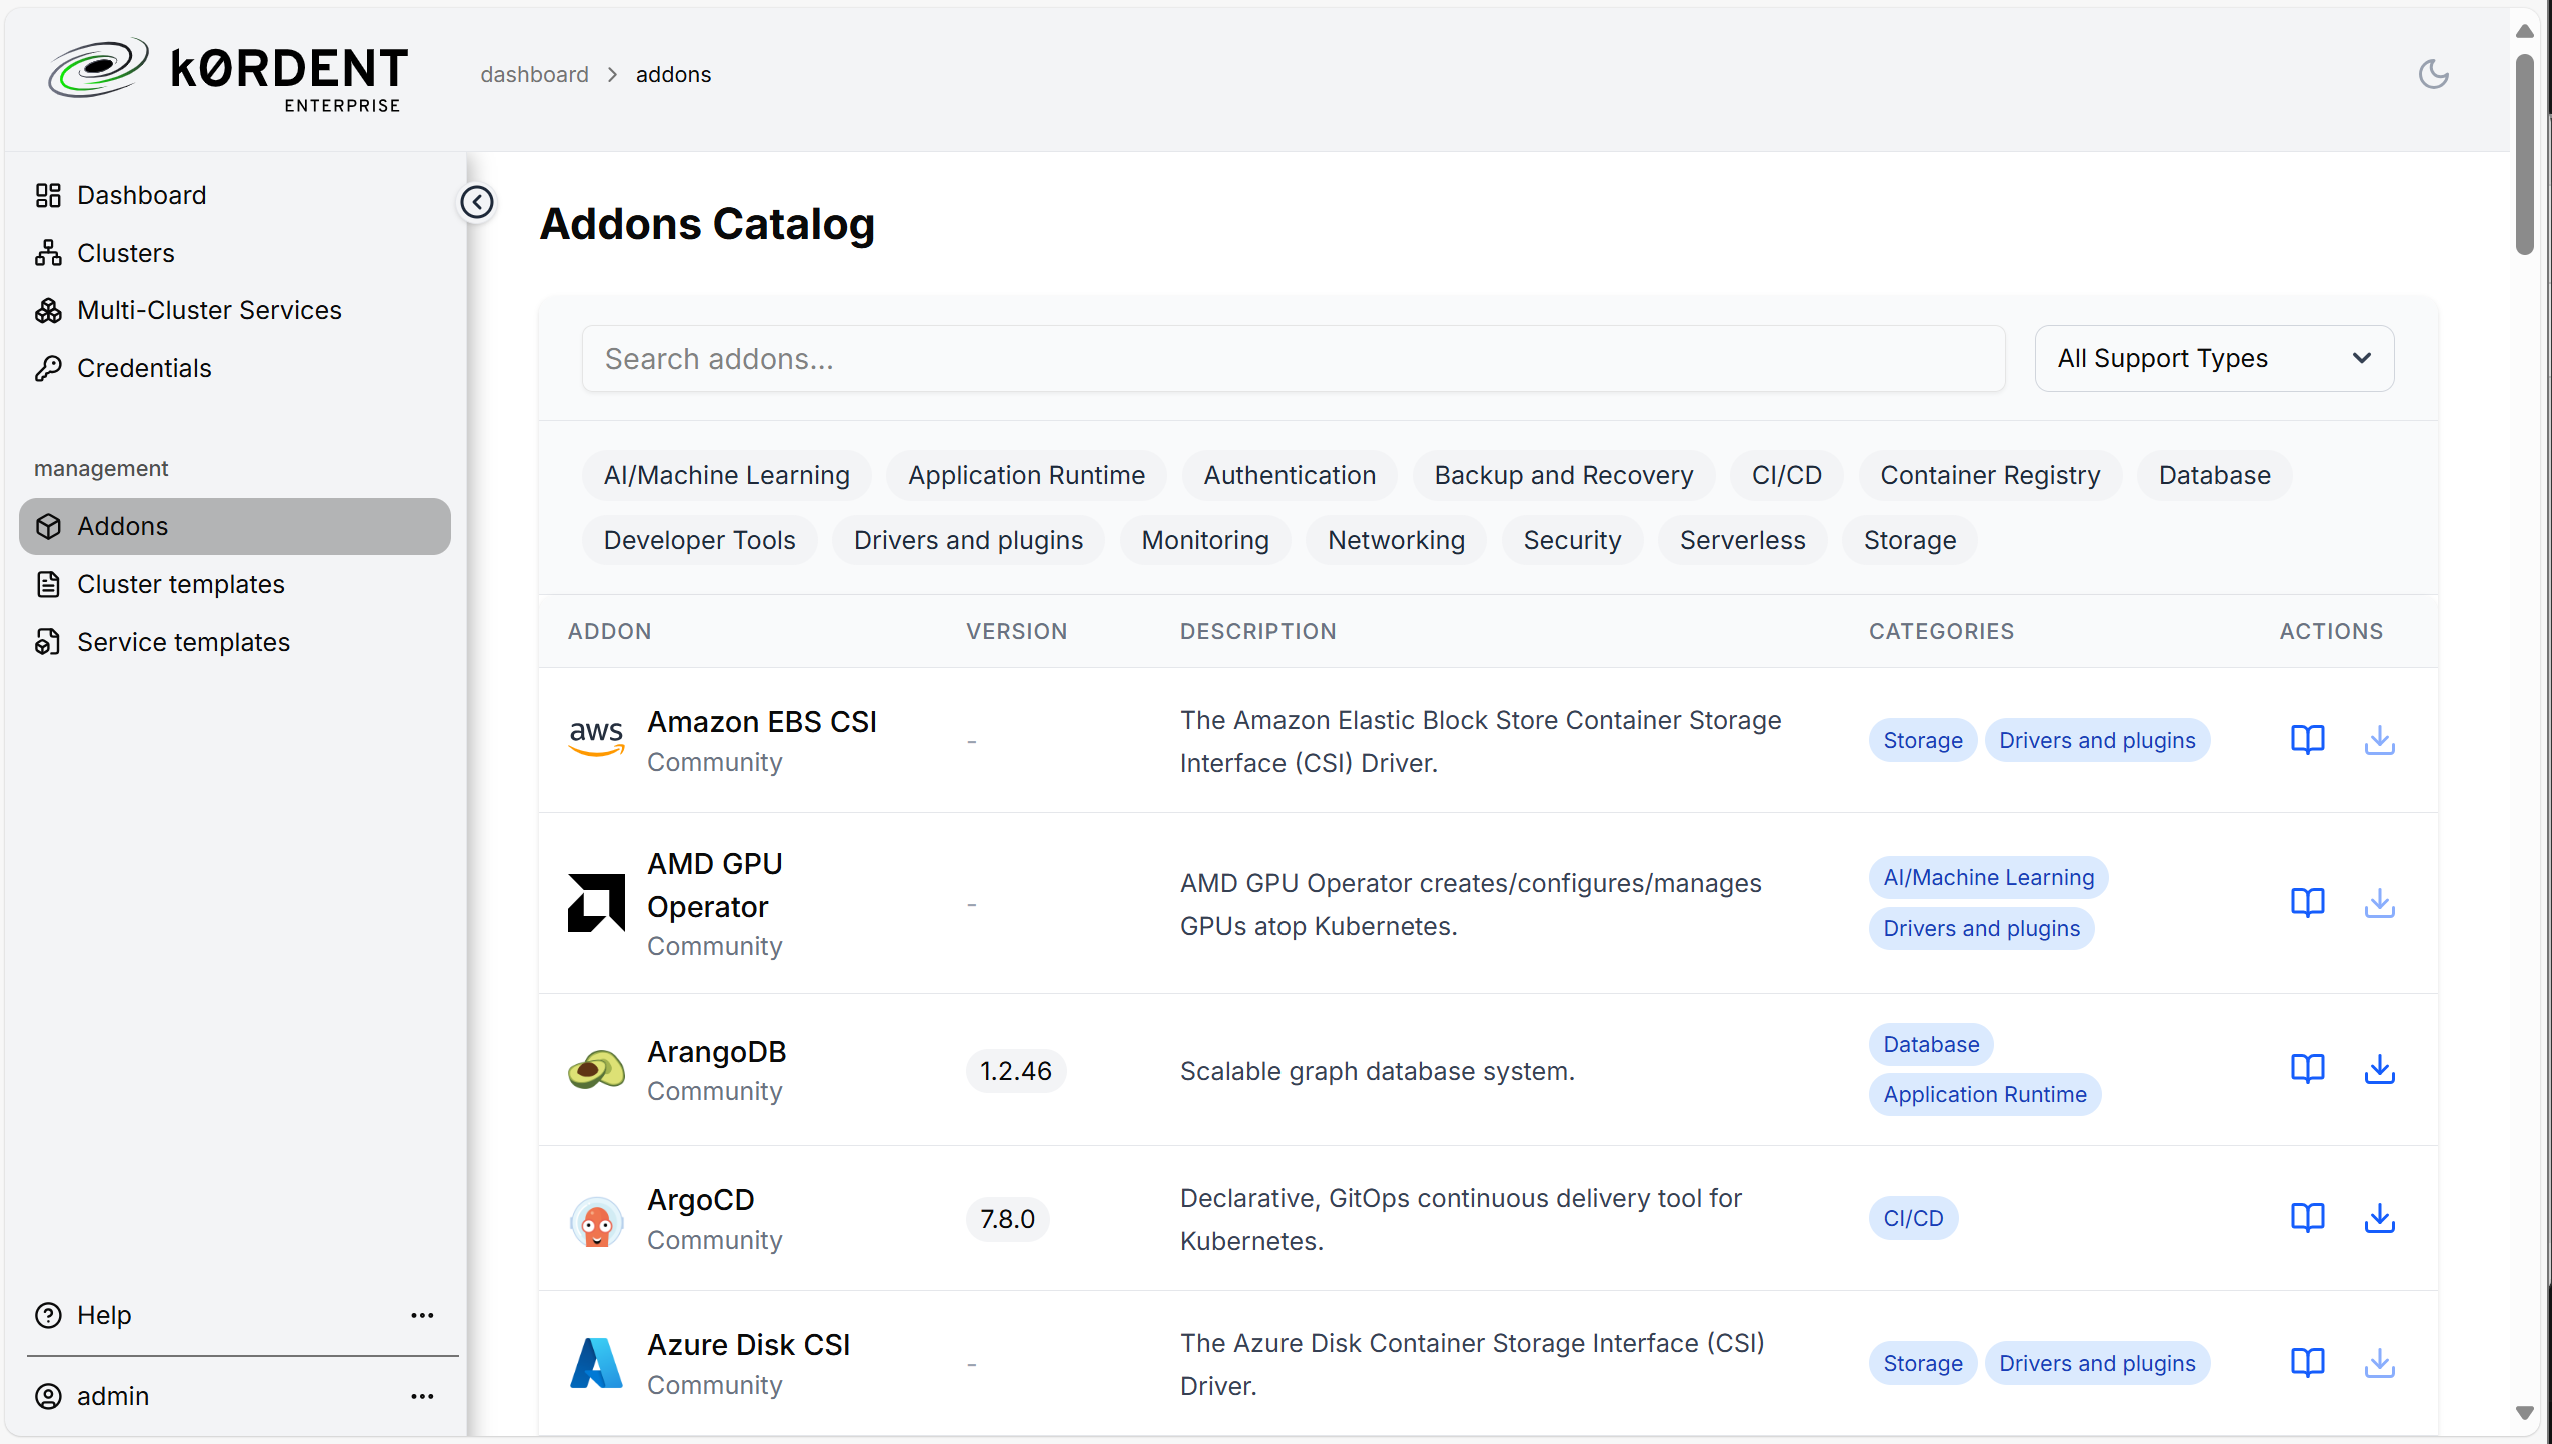 k0RDENT
ENTERPRISE
dashboard > addons
Dashboard
Clusters
Multi-Cluster Services
Credentials
management
Addons
Cluster templates
Service templates
Help
admin
Addons Catalog
Search addons...
All Support Types
AI/Machine Learning Application Runtime Authentication Backup and Recovery CI/CD Container Registry Database
Developer Tools Drivers and plugins Monitoring Networking Security Serverless Storage
ADDON VERSION DESCRIPTION CATEGORIES ACTIONS
aws
Amazon EBS CSI
Community
-
The Amazon Elastic Block Store Container Storage
Interface (CSI) Driver.
Storage Drivers and plugins
AMD GPU
Operator
Community
-
AMD GPU Operator creates/configures/manages
GPUs atop Kubernetes.
AI/Machine Learning
Drivers and plugins
ArangoDB
Community
1.2.46
Scalable graph database system.
Database
Application Runtime
ArgoCD
Community
7.8.0
Declarative, GitOps continuous delivery tool for
Kubernetes.
CI/CD
Azure Disk CSI
Community
-
The Azure Disk Container Storage Interface (CSI)
Driver.
Storage Drivers and plugins